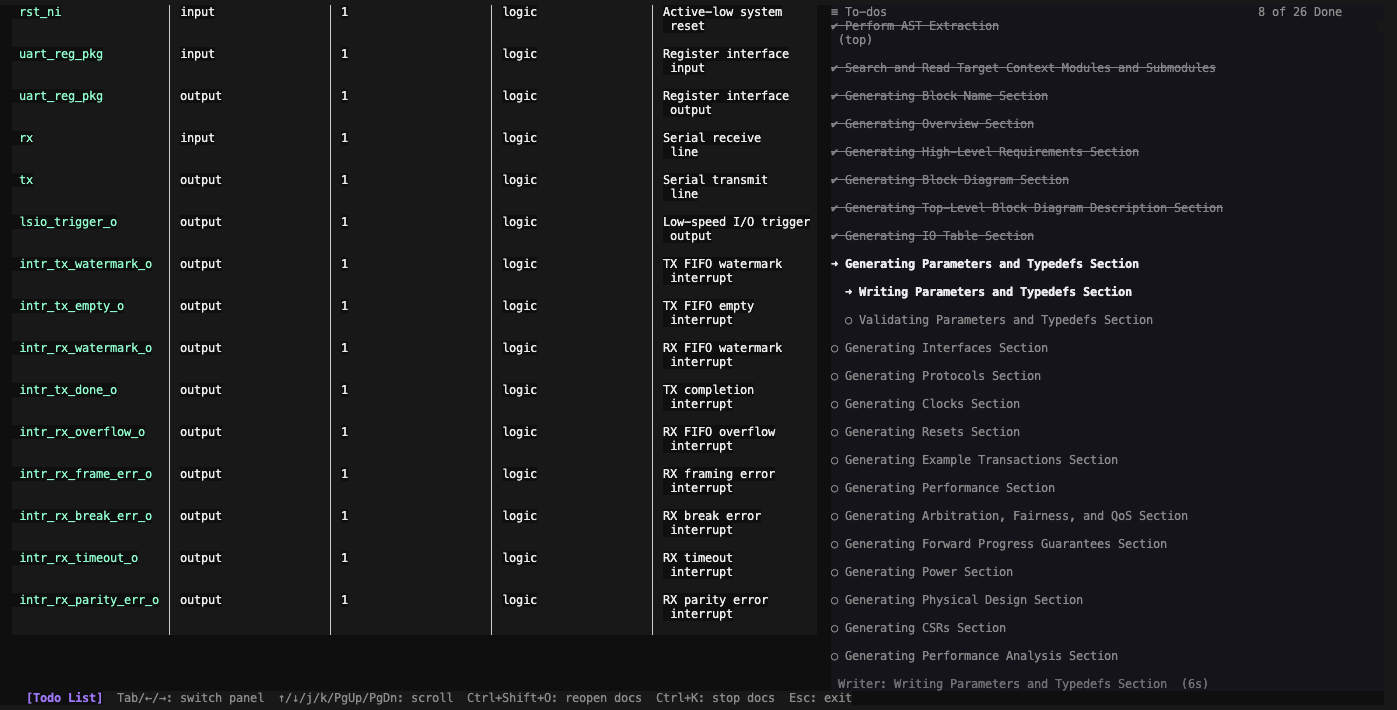 rst_ni input 1 logic Active-low system
reset
uart_reg_pkg input 1 logic Register interface
input
uart_reg_pkg output 1 logic Register interface
output
rx input 1 logic Serial receive
line
tx output 1 logic Serial transmit
line
lsio_trigger_o output 1 logic Low-speed I/O trigger
output
intr_tx_watermark_o output 1 logic TX FIFO watermark
interrupt
intr_tx_empty_o output 1 logic TX FIFO empty
interrupt
intr_rx_watermark_o output 1 logic RX FIFO watermark
interrupt
intr_tx_done_o output 1 logic TX completion
interrupt
intr_rx_overflow_o output 1 logic RX FIFO overflow
interrupt
intr_rx_frame_err_o output 1 logic RX framing error
interrupt
intr_rx_break_err_o output 1 logic RX break error
interrupt
intr_rx_timeout_o output 1 logic RX timeout
interrupt
intr_rx_parity_err_o output 1 logic RX parity error
interrupt
≡ To-dos 8 of 26 Done
✔ Perform AST Extraction
(top)
✔ Search and Read Target Context Modules and Submodules
✔ Generating Block Name Section
✔ Generating Overview Section
✔ Generating High-Level Requirements Section
✔ Generating Block Diagram Section
✔ Generating Top-Level Block Diagram Description Section
✔ Generating IO Table Section
→ Generating Parameters and Typedefs Section
→ Writing Parameters and Typedefs Section
○ Validating Parameters and Typedefs Section
○ Generating Interfaces Section
○ Generating Protocols Section
○ Generating Clocks Section
○ Generating Resets Section
○ Generating Example Transactions Section
○ Generating Performance Section
○ Generating Arbitration, Fairness, and QoS Section
○ Generating Forward Progress Guarantees Section
○ Generating Power Section
○ Generating Physical Design Section
○ Generating CSRs Section
○ Generating Performance Analysis Section
Writer: Writing Parameters and Typedefs Section (6s)
[Todo List] Tab/←/→: switch panel ↑/↓/j/k/PgUp/PgDn: scroll Ctrl+Shift+O: reopen docs Ctrl+K: stop docs Esc: exit